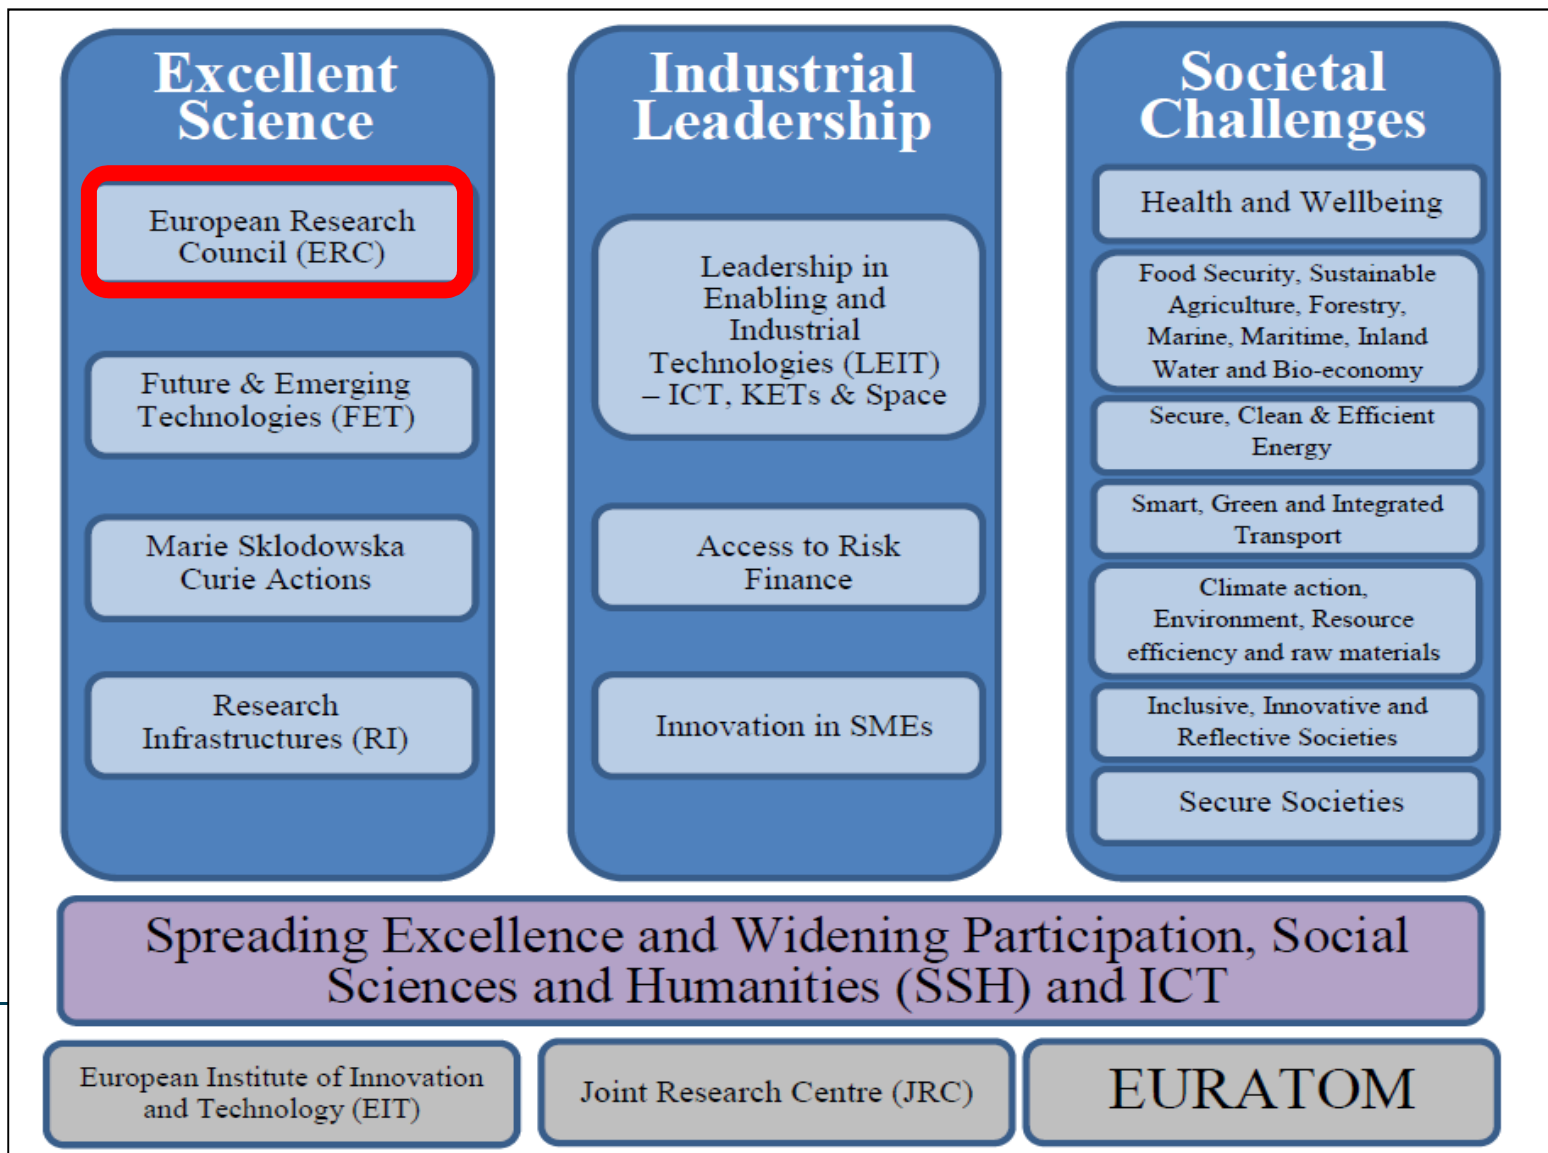 Excellent
Science
European Research
Council (ERC)
Future & Emerging
Technologies (FET)
Marie Sklodowska
Curie Actions
Research
Infrastructures (RI)
Industrial
Leadership
Leadership in
Enabling and
Industrial
Technologies (LEIT)
– ICT, KETs & Space
Access to Risk
Finance
Innovation in SMEs
Societal
Challenges
Health and Wellbeing
Food Security, Sustainable
Agriculture, Forestry,
Marine, Maritime, Inland
Water and Bio-economy
Secure, Clean & Efficient
Energy
Smart, Green and Integrated
Transport
Climate action,
Environment, Resource
efficiency and raw materials
Inclusive, Innovative and
Reflective Societies
Secure Societies
Spreading Excellence and Widening Participation, Social
Sciences and Humanities (SSH) and ICT
European Institute of Innovation
and Technology (EIT)
Joint Research Centre (JRC)
EURATOM